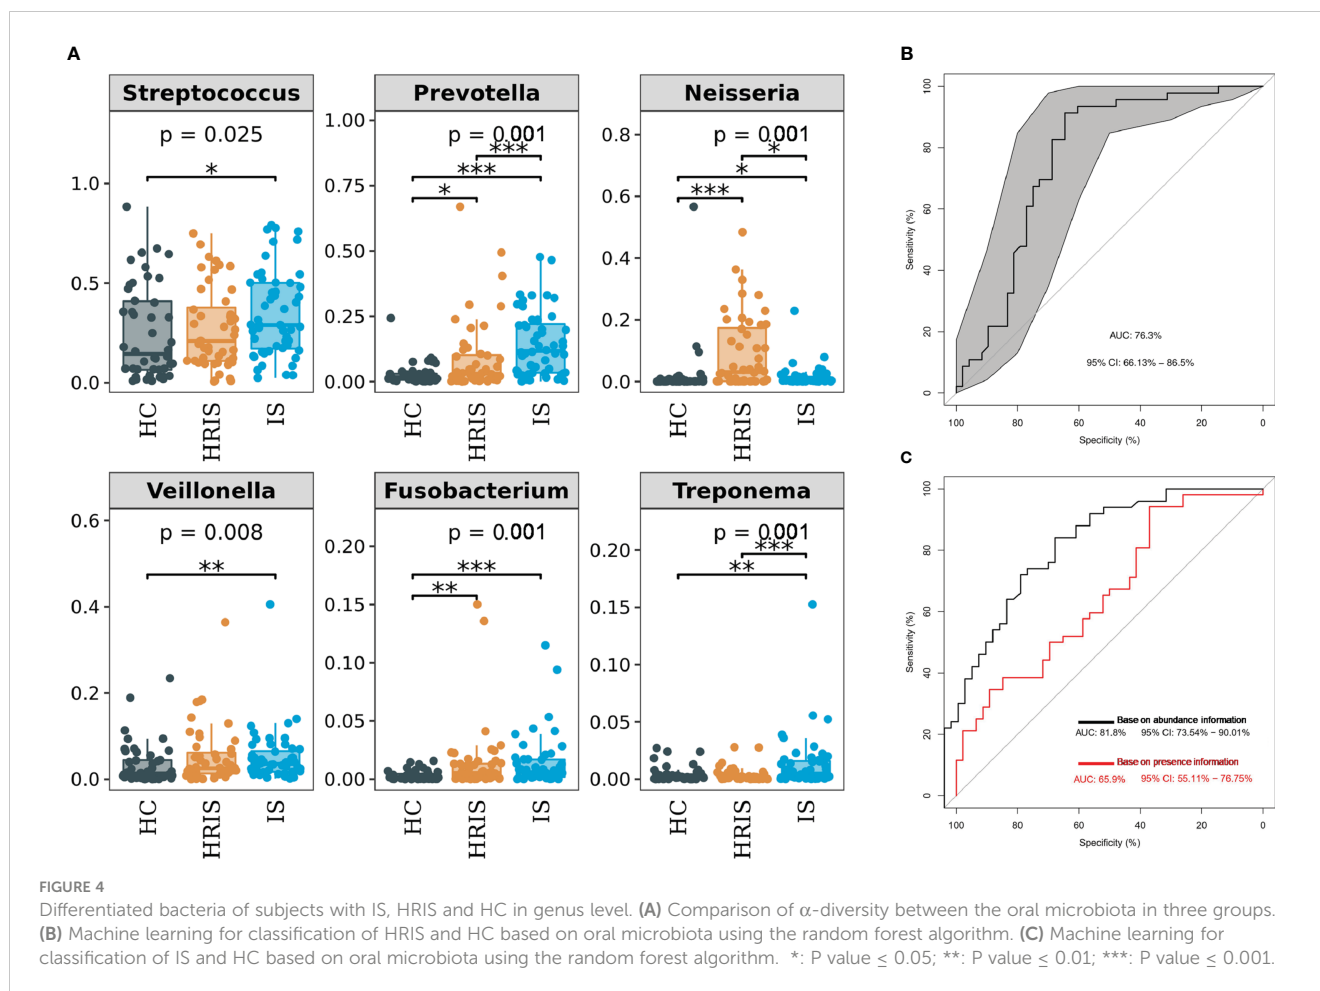 A
Streptococcus
p = 0.025
*
1.0
0.5
0.0
HC
HRIS
IS
Prevotella
p = 0.001
***
***
*
1.00
0.75
0.50
0.25
0.00
HC
HRIS
IS
Neisseria
p = 0.001
*
*
***
0.8
0.6
0.4
0.2
0.0
HC
HRIS
IS
Veillonella
p = 0.008
**
0.6
0.4
0.2
0.0
HC
HRIS
IS
Fusobacterium
p = 0.001
***
**
0.20
0.15
0.10
0.05
0.00
HC
HRIS
IS
Treponema
p = 0.001
***
**
0.20
0.15
0.10
0.05
0.00
HC
HRIS
IS
B
Sensitivity (%)
100
80
60
40
20
0
AUC: 76.3%
95% CI: 66.13% − 86.5%
100 80 60 40 20 0
Specificity (%)
C
Sensitivity (%)
100
80
60
40
20
0
Base on abundance information
AUC: 81.8% 95% CI: 73.54% − 90.01%
Base on presence information
AUC: 65.9% 95% CI: 55.11% − 76.75%
100 80 60 40 20 0
Specificity (%)
FIGURE 4
Differentiated bacteria of subjects with IS, HRIS and HC in genus level. (A) Comparison of α-diversity between the oral microbiota in three groups.
(B) Machine learning for classification of HRIS and HC based on oral microbiota using the random forest algorithm. (C) Machine learning for
classification of IS and HC based on oral microbiota using the random forest algorithm. *: P value ≤ 0.05; **: P value ≤ 0.01; ***: P value ≤ 0.001.